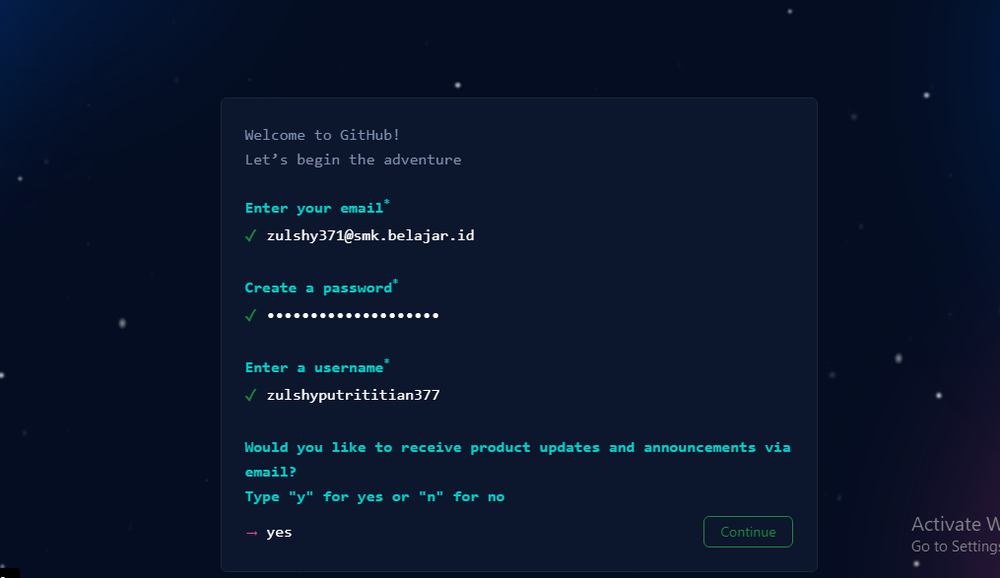 Welcome to GitHub!
Let’s begin the adventure
Enter your email*
✓ zulshy371@smk.belajar.id
Create a password*
✓ ••••••••••••••••••••
Enter a username*
✓ zulshyputrititian377
Would you like to receive product updates and announcements via
email?
Type "y" for yes or "n" for no
→ yes
Continue
Activate W
Go to Settings